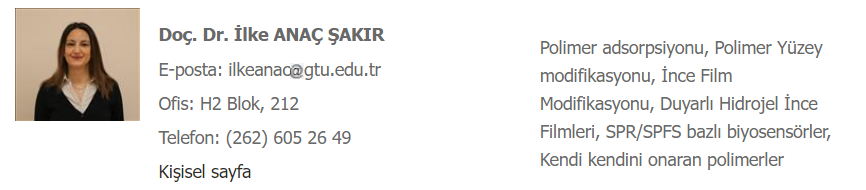 Doç. Dr. İlke ANAÇ ŞAKIR
E-posta: ilkeanac@gtu.edu.tr
Ofis: H2 Blok, 212
Telefon: (262) 605 26 49
Kişisel sayfa
Polimer adsorpsiyonu, Polimer Yüzey
modifikasyonu, İnce Film
Modifikasyonu, Duyarlı Hidrojel İnce
Filmleri, SPR/SPFS bazlı biyosensörler,
Kendi kendini onaran polimerler